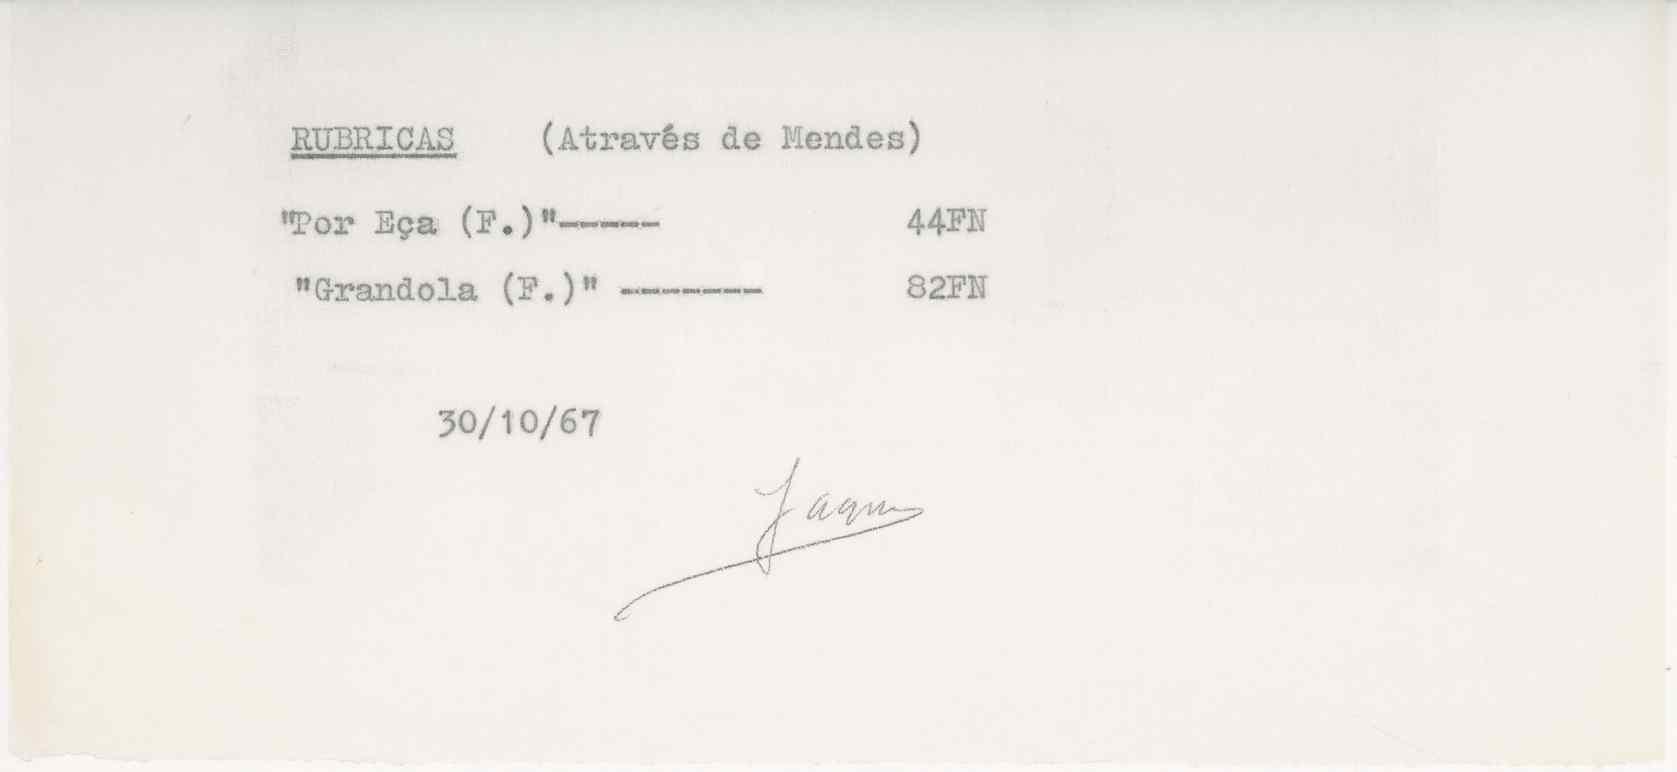 RUBRICAS (Através de Mendes)
"Por Eça (F.)"----- 44FN
"Grandola (F.)" ------- 82FN
30/10/67